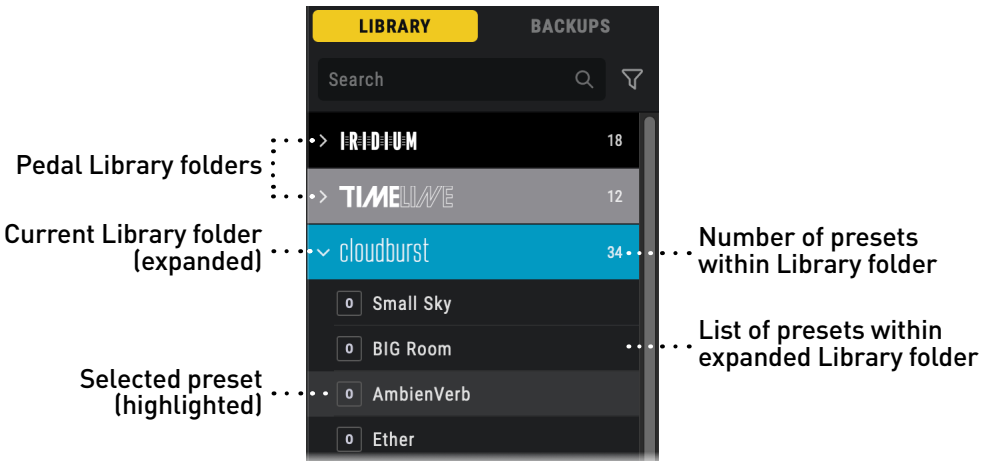 LIBRARY BACKUPS
Search
IRIDIUM 18
Pedal Library folders
TIMELINE 12
Current Library folder
(expanded)
cloudburst 34
Number of presets
within Library folder
0 Small Sky
0 BIG Room
List of presets within
expanded Library folder
Selected preset
(highlighted)
0 AmbienVerb
0 Ether